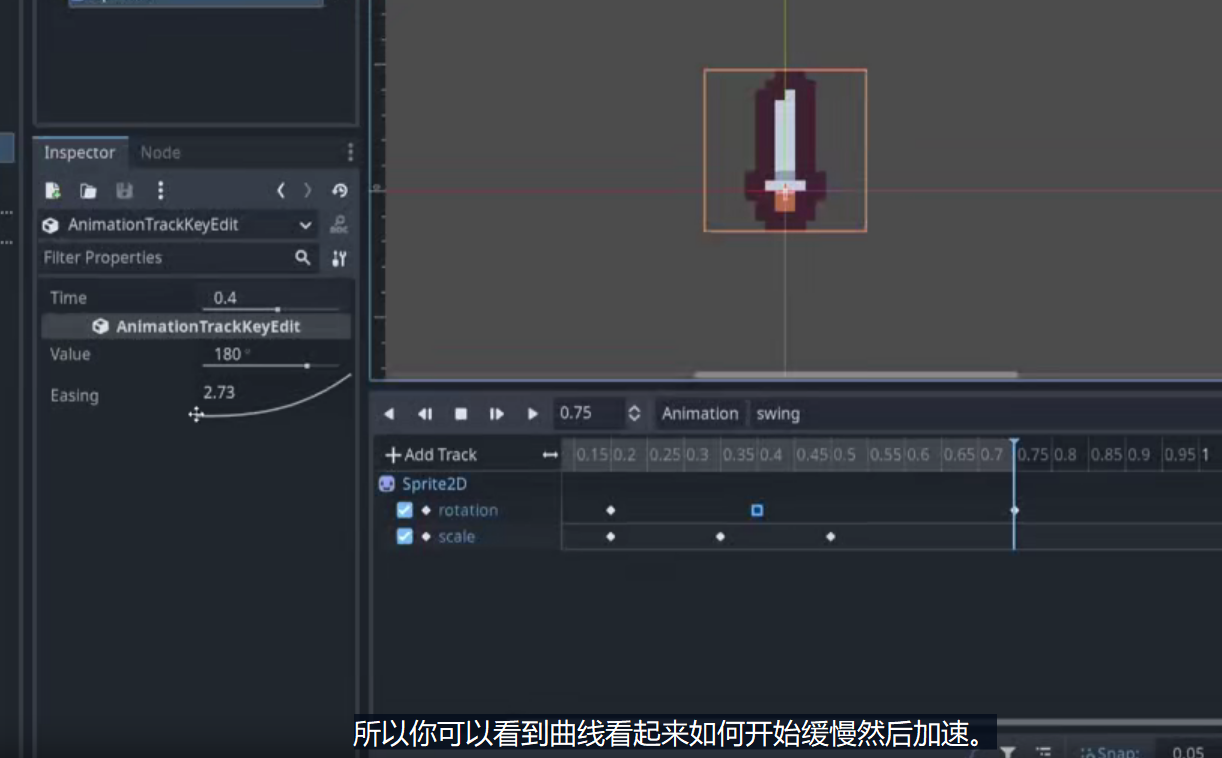 Inspector Node
AnimationTrackKeyEdit
Filter Properties
Time 0.4
AnimationTrackKeyEdit
Value 180 °
Easing 2.73
0.75 Animation swing
Add Track 0.15 0.2 0.25 0.3 0.35 0.4 0.45 0.5 0.55 0.6 0.65 0.7 0.75 0.8 0.85 0.9 0.95 1
Sprite2D
rotation
scale
所以你可以看到曲线看起来如何开始缓慢然后加速。
Snap: 0.05